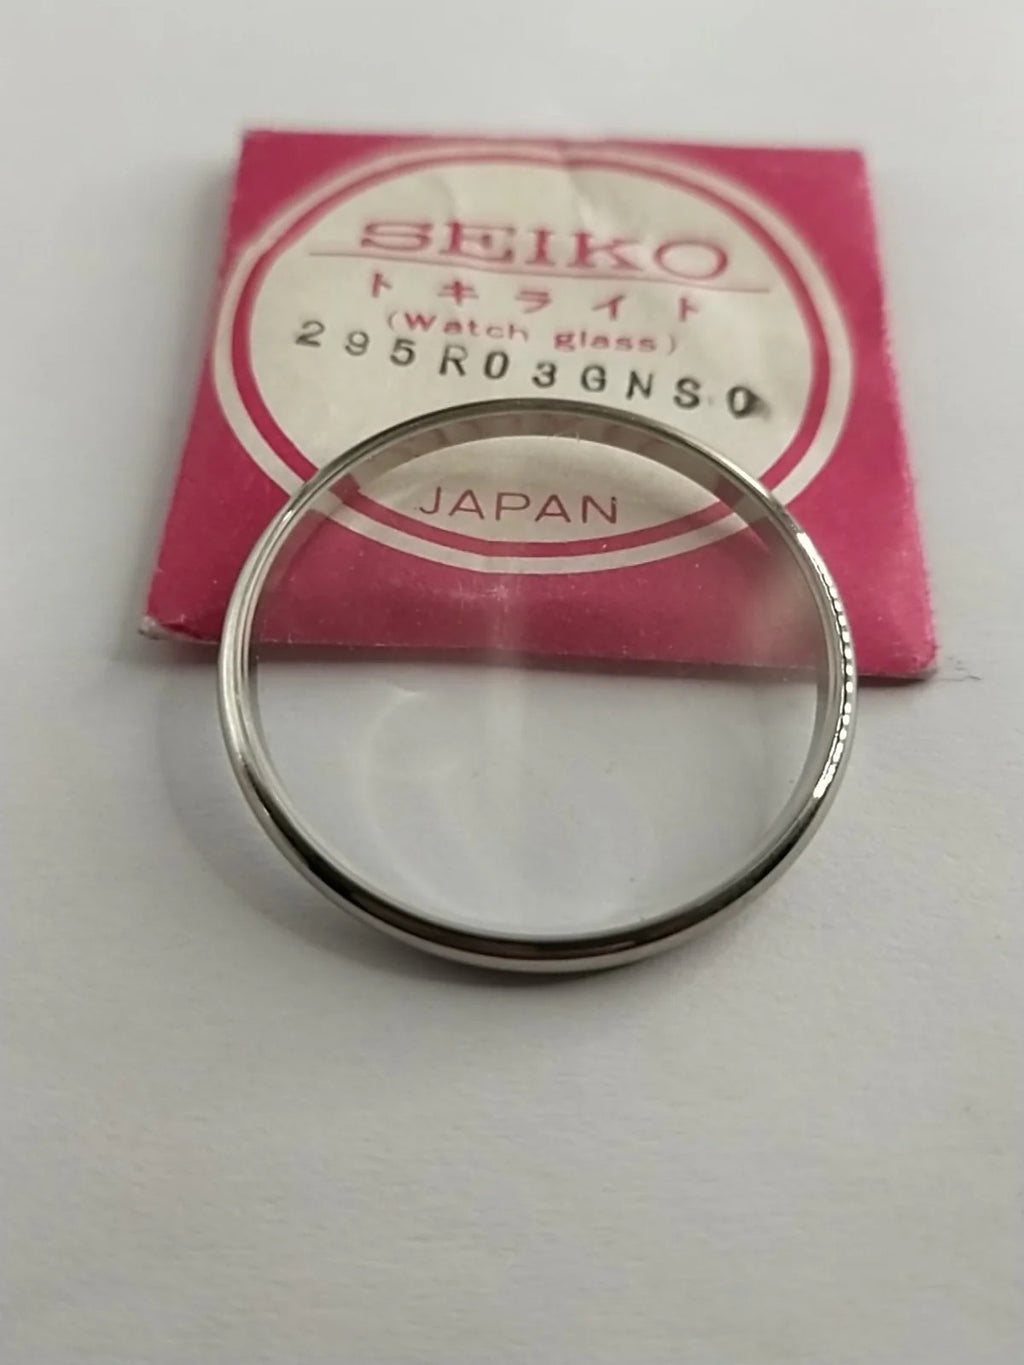 SEIKO
トキライト
(Watch glass)
295R03GNS0
JAPAN